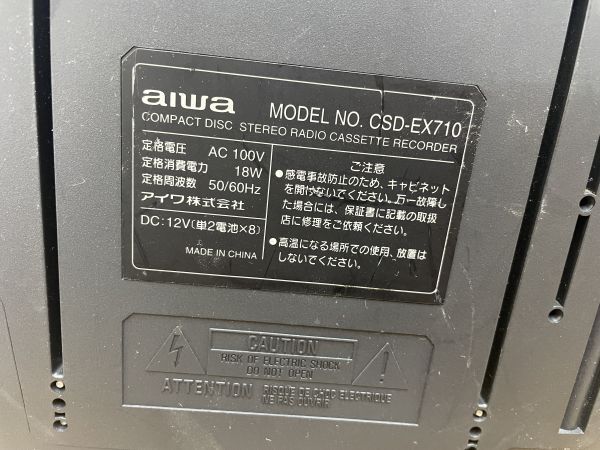 aiwa
MODEL NO. CSD-EX710
COMPACT DISC STEREO RADIO CASSETTE RECORDER
定格電圧 AC 100V
定格消費電力 18W
定格周波数 50/60Hz
アイワ株式会社
DC:12V(単2電池×8)
MADE IN CHINA
ご注意
●感電事故防止のため、キャビネット
を開けないでください。万一故障し
た場合には、保証書に記載の取扱
店に修理をご依頼ください。
●高温になる場所での使用、放置は
しないでください。
CAUTION
RISK OF ELECTRIC SHOCK
DO NOT OPEN
ATTENTION
RISQUE DE CHOC ELECTRIQUE
NE PAS OUVRIR